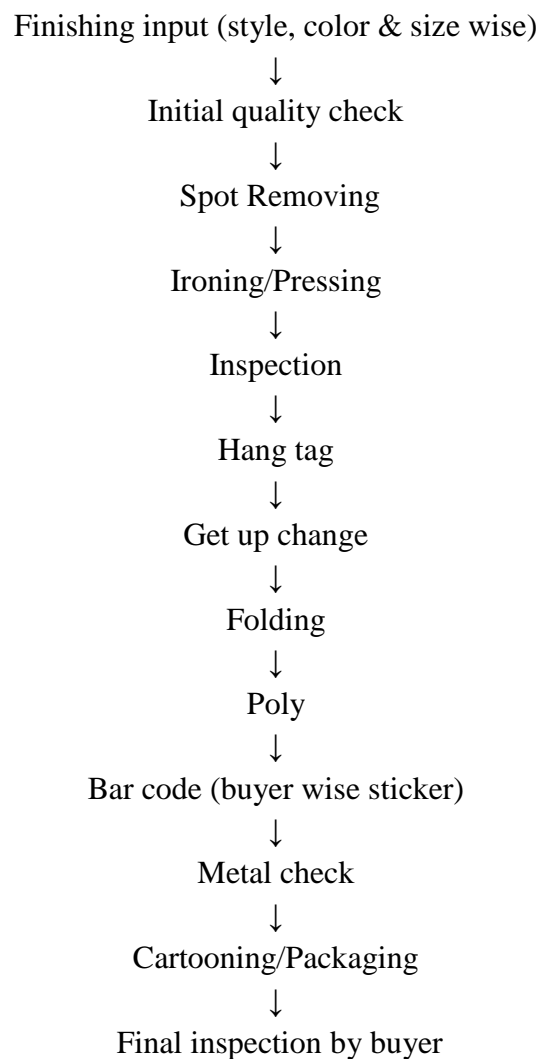 Finishing input (style, color & size wise)
↓
Initial quality check
↓
Spot Removing
↓
Ironing/Pressing
↓
Inspection
↓
Hang tag
↓
Get up change
↓
Folding
↓
Poly
↓
Bar code (buyer wise sticker)
↓
Metal check
↓
Cartooning/Packaging
↓
Final inspection by buyer